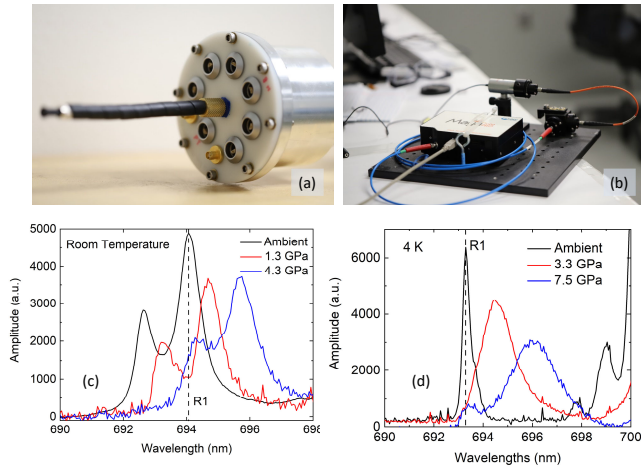 (a)
(b)
Room Temperature
Ambient
1.3 GPa
4.3 GPa
R1
(c)
Amplitude (a.u.)
5000
4000
3000
2000
1000
0
690
692
694
696
698
Wavelength (nm)
4 K
R1
Ambient
3.3 GPa
7.5 GPa
(d)
Amplitude (a.u.)
6000
4000
2000
0
690
692
694
696
698
700
Wavelengths (nm)